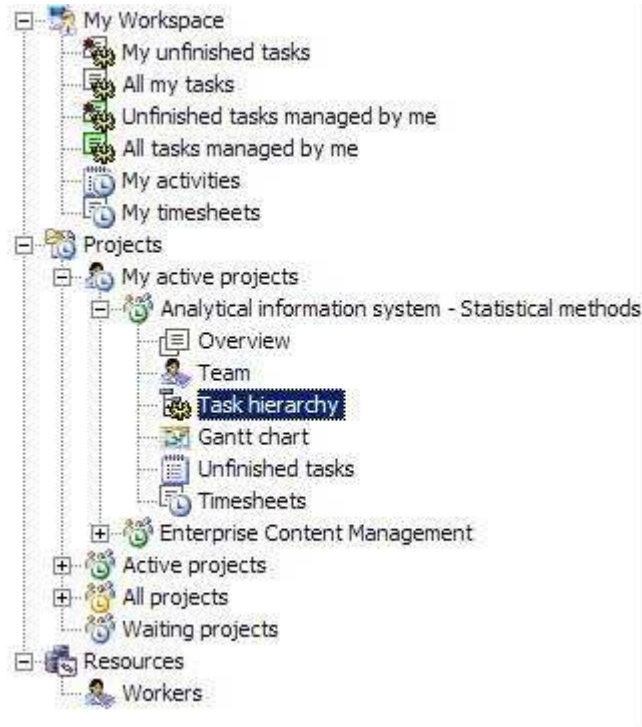 My Workspace
My unfinished tasks
All my tasks
Unfinished tasks managed by me
All tasks managed by me
My activities
My timesheets
Projects
My active projects
Analytical information system - Statistical methods
Overview
Team
Task hierarchy
Gantt chart
Unfinished tasks
Timesheets
Enterprise Content Management
Active projects
All projects
Waiting projects
Resources
Workers